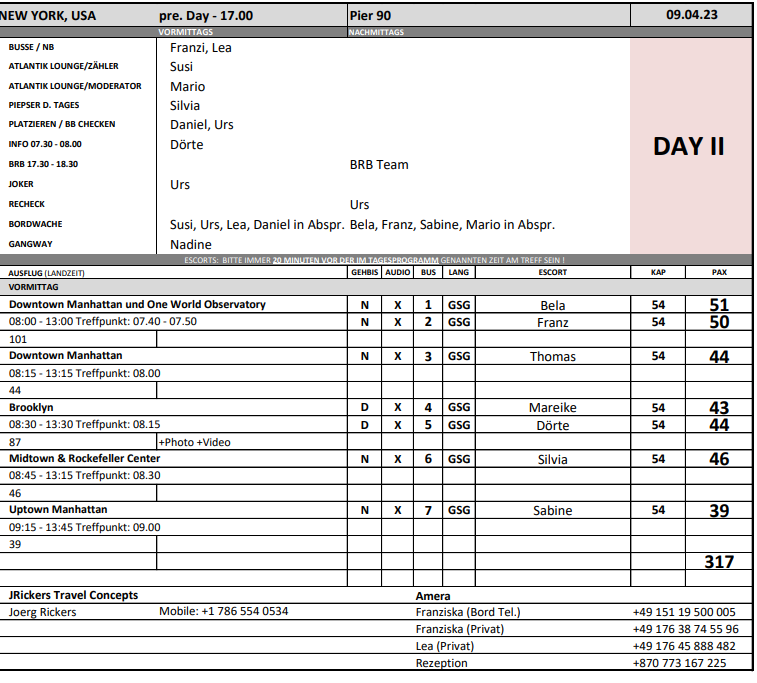 NEW YORK, USA pre. Day - 17.00 Pier 90 09.04.23
VORMITTAGS NACHMITTAGS
BUSSE / NB Franzi, Lea
ATLANTIK LOUNGE/ZÄHLER Susi
ATLANTIK LOUNGE/MODERATOR Mario
PIEPSER D. TAGES Silvia
PLATZIEREN / BB CHECKEN Daniel, Urs
INFO 07.30 - 08.00 Dörte
DAY II
BRB 17.30 - 18.30 BRB Team
JOKER Urs
RECHECK Urs
BORDWACHE Susi, Urs, Lea, Daniel in Abspr. Bela, Franz, Sabine, Mario in Abspr.
GANGWAY Nadine
ESCORTS: BITTE IMMER 20 MINUTEN VOR DER IM TAGESPROGRAMM GENANNTEN ZEIT AM TREFF SEIN !
AUSFLUG (LANDZEIT) GEHBIS AUDIO BUS LANG ESCORT KAP PAX
VORMITTAG
Downtown Manhattan und One World Observatory N X 1 GSG Bela 54 51
08:00 - 13:00 Treffpunkt: 07.40 - 07.50 N X 2 GSG Franz 54 50
101
Downtown Manhattan N X 3 GSG Thomas 54 44
08:15 - 13:15 Treffpunkt: 08.00
44
Brooklyn D X 4 GSG Mareike 54 43
08:30 - 13:30 Treffpunkt: 08.15 D X 5 GSG Dörte 54 44
87 +Photo +Video
Midtown & Rockefeller Center N X 6 GSG Silvia 54 46
08:45 - 13:15 Treffpunkt: 08.30
46
Uptown Manhattan N X 7 GSG Sabine 54 39
09:15 - 13:45 Treffpunkt: 09.00
39
317
JRickers Travel Concepts Amera
Joerg Rickers Mobile: +1 786 554 0534 Franziska (Bord Tel.) +49 151 19 500 005
Franziska (Privat) +49 176 38 74 55 96
Lea (Privat) +49 176 45 888 482
Rezeption +870 773 167 225